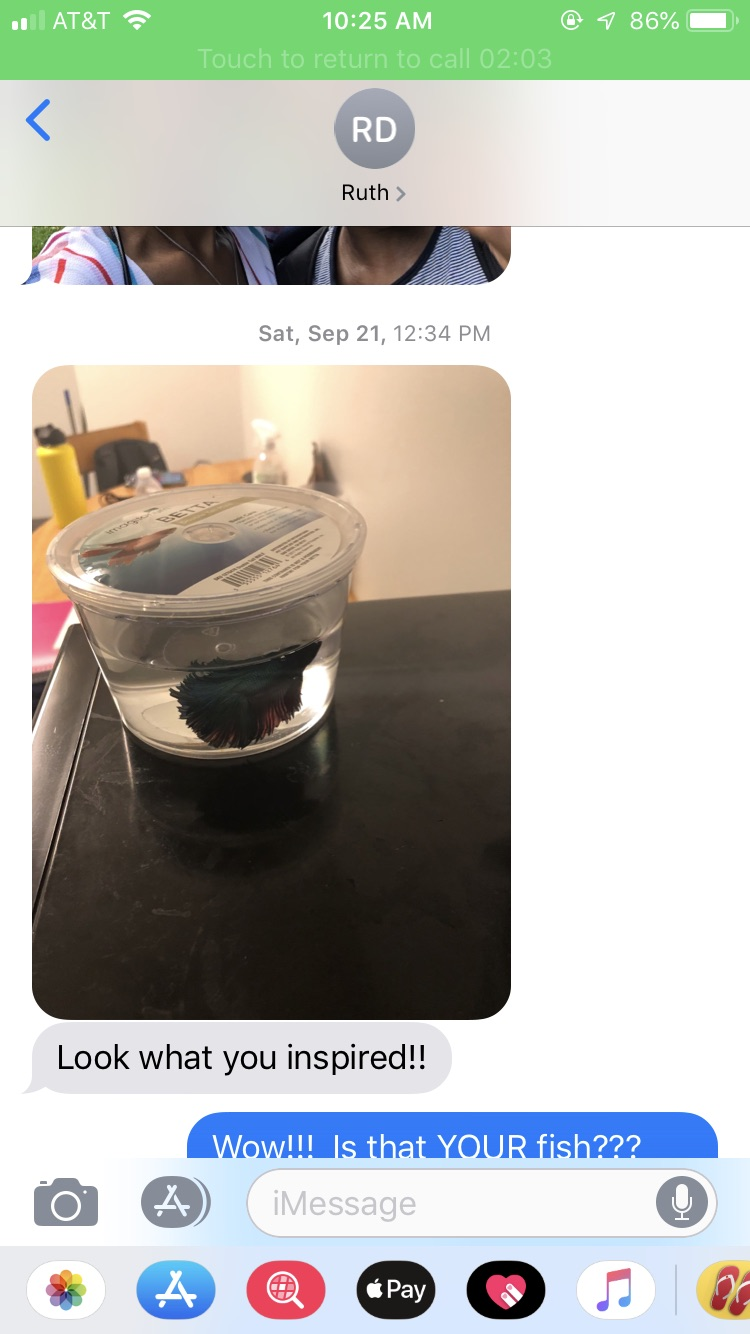 AT&T 10:25 AM 86%
Touch to return to call 02:03
RD
Ruth
Sat, Sep 21, 12:34 PM
imagitarium
BETTA
Look what you inspired!!
Wow!!! Is that YOUR fish???
iMessage
Pay